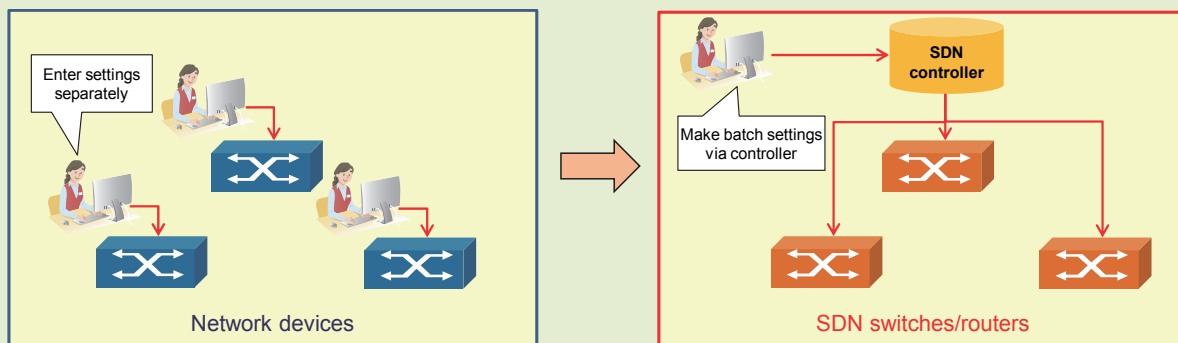 Enter settings
separately
Network devices
SDN
controller
Make batch settings
via controller
SDN switches/routers